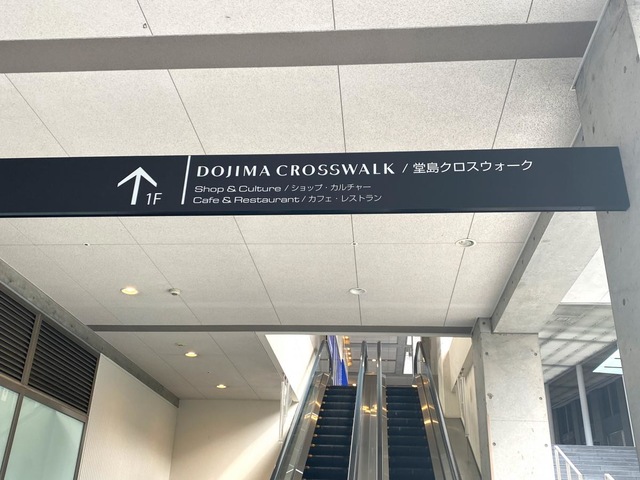 DOJIMA CROSSWALK / 堂島クロスウォーク
1F
Shop & Culture / ショップ・カルチャー
Cafe & Restaurant / カフェ・レストラン